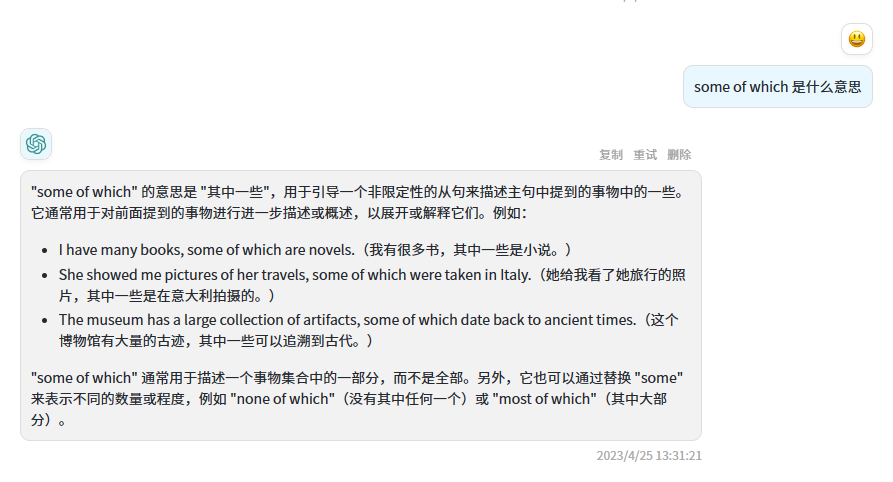 some of which 是什么意思
复制 重试 删除
"some of which" 的意思是 "其中一些"，用于引导一个非限定性的从句来描述主句中提到的事物中的一些。
它通常用于对前面提到的事物进行进一步描述或概述，以展开或解释它们。例如：
• I have many books, some of which are novels.（我有很多书，其中一些是小说。）
• She showed me pictures of her travels, some of which were taken in Italy.（她给我看了她旅行的照
片，其中一些是在意大利拍摄的。）
• The museum has a large collection of artifacts, some of which date back to ancient times.（这个
博物馆有大量的古迹，其中一些可以追溯到古代。）
"some of which" 通常用于描述一个事物集合中的一部分，而不是全部。另外，它也可以通过替换 "some"
来表示不同的数量或程度，例如 "none of which"（没有其中任何一个）或 "most of which"（其中大部
分）。
2023/4/25 13:31:21